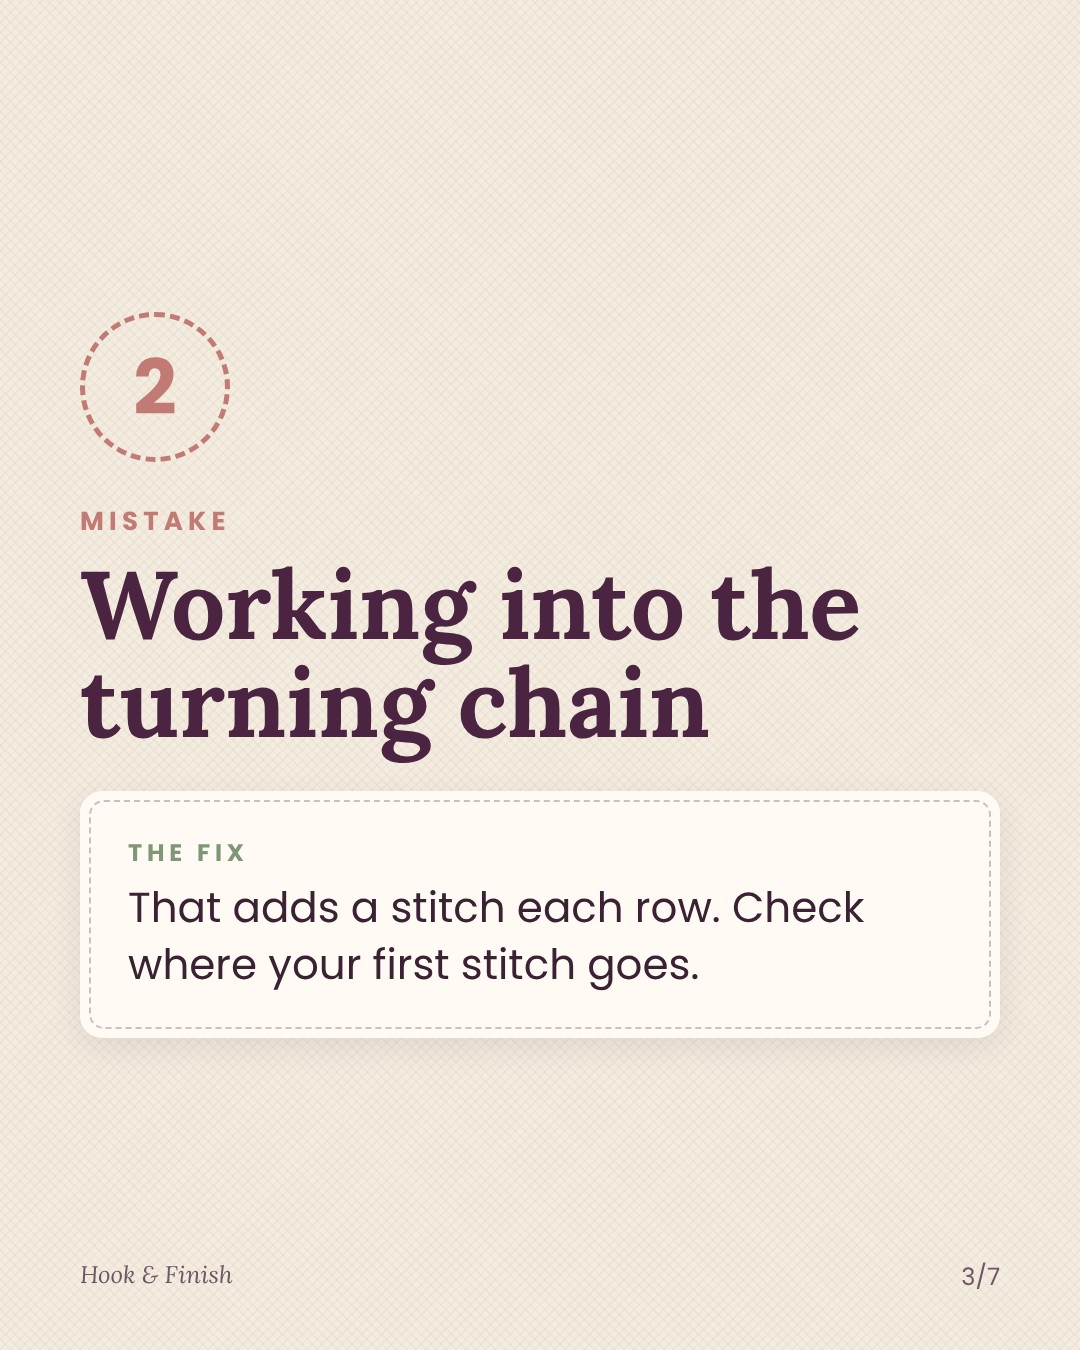 2
MISTAKE
Working into the
turning chain
THE FIX
That adds a stitch each row. Check
where your first stitch goes.
Hook & Finish
3/7